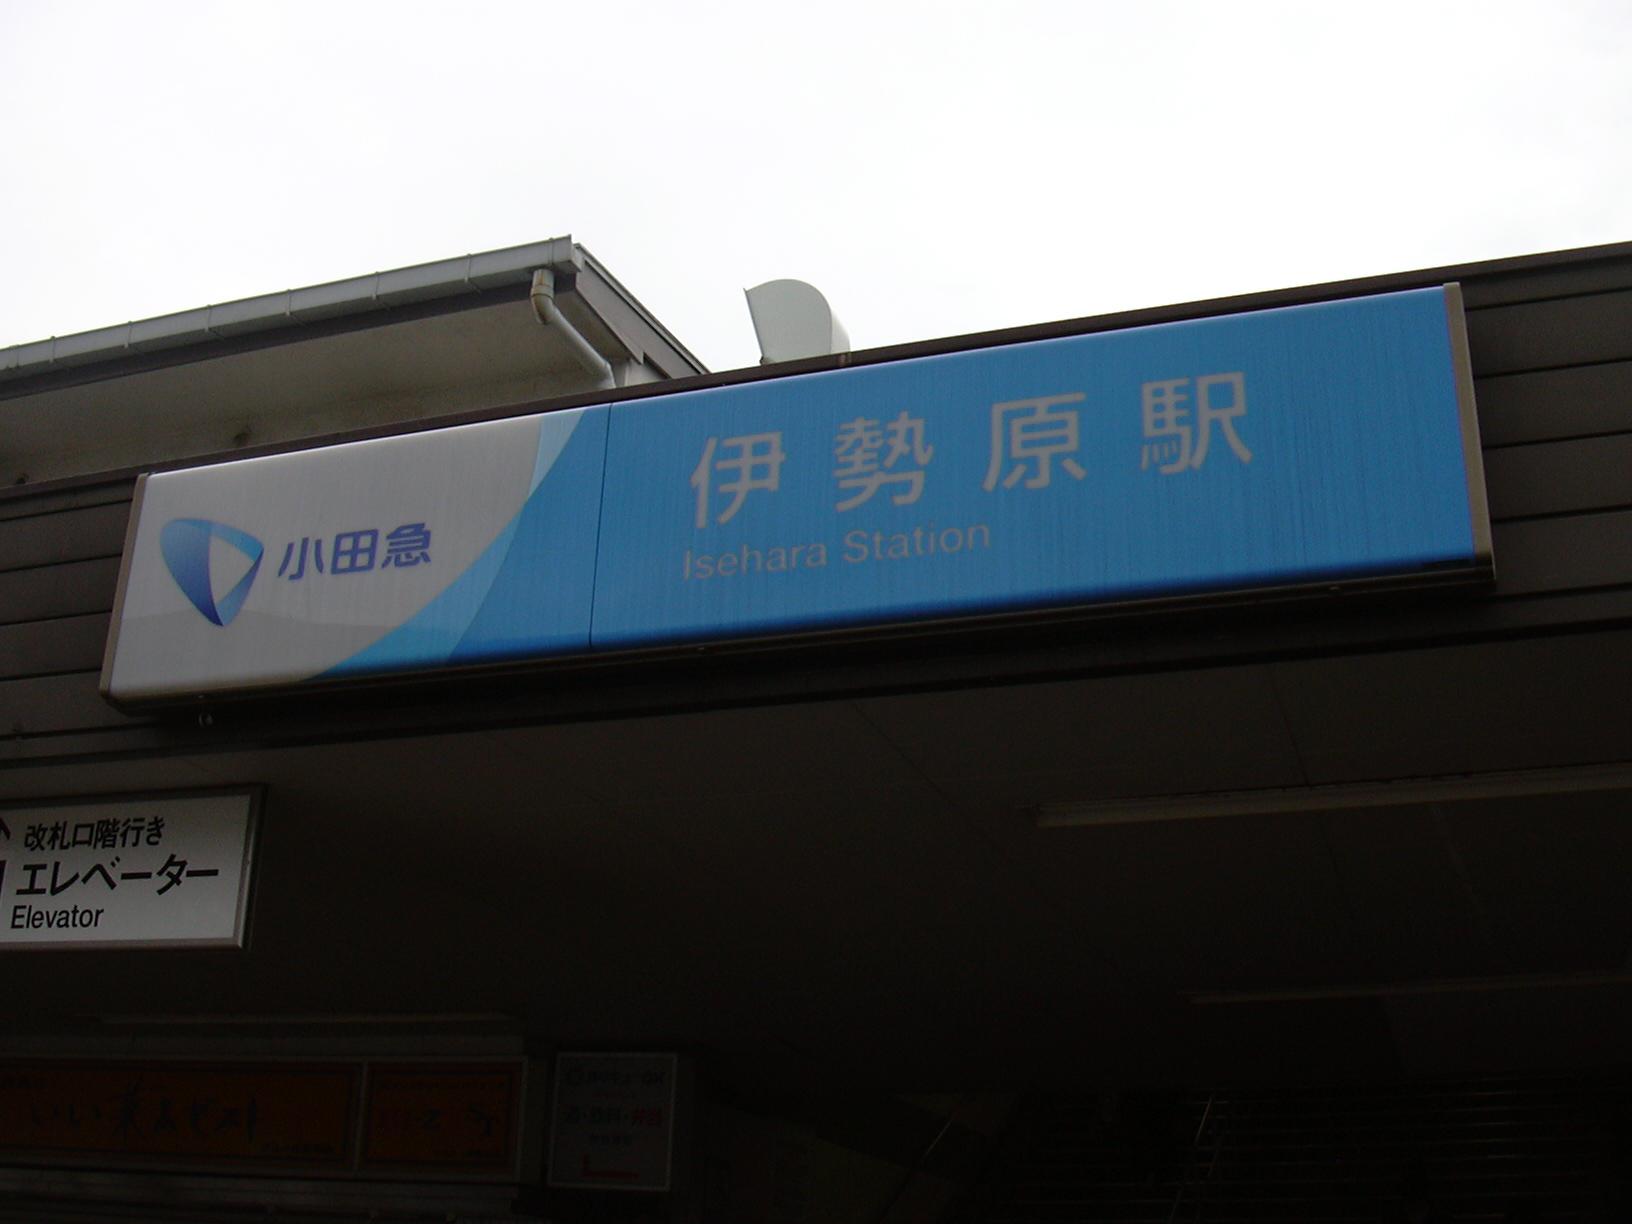 小田急
伊勢原駅
Isehara Station
改札口階行き
エレベーター
Elevator